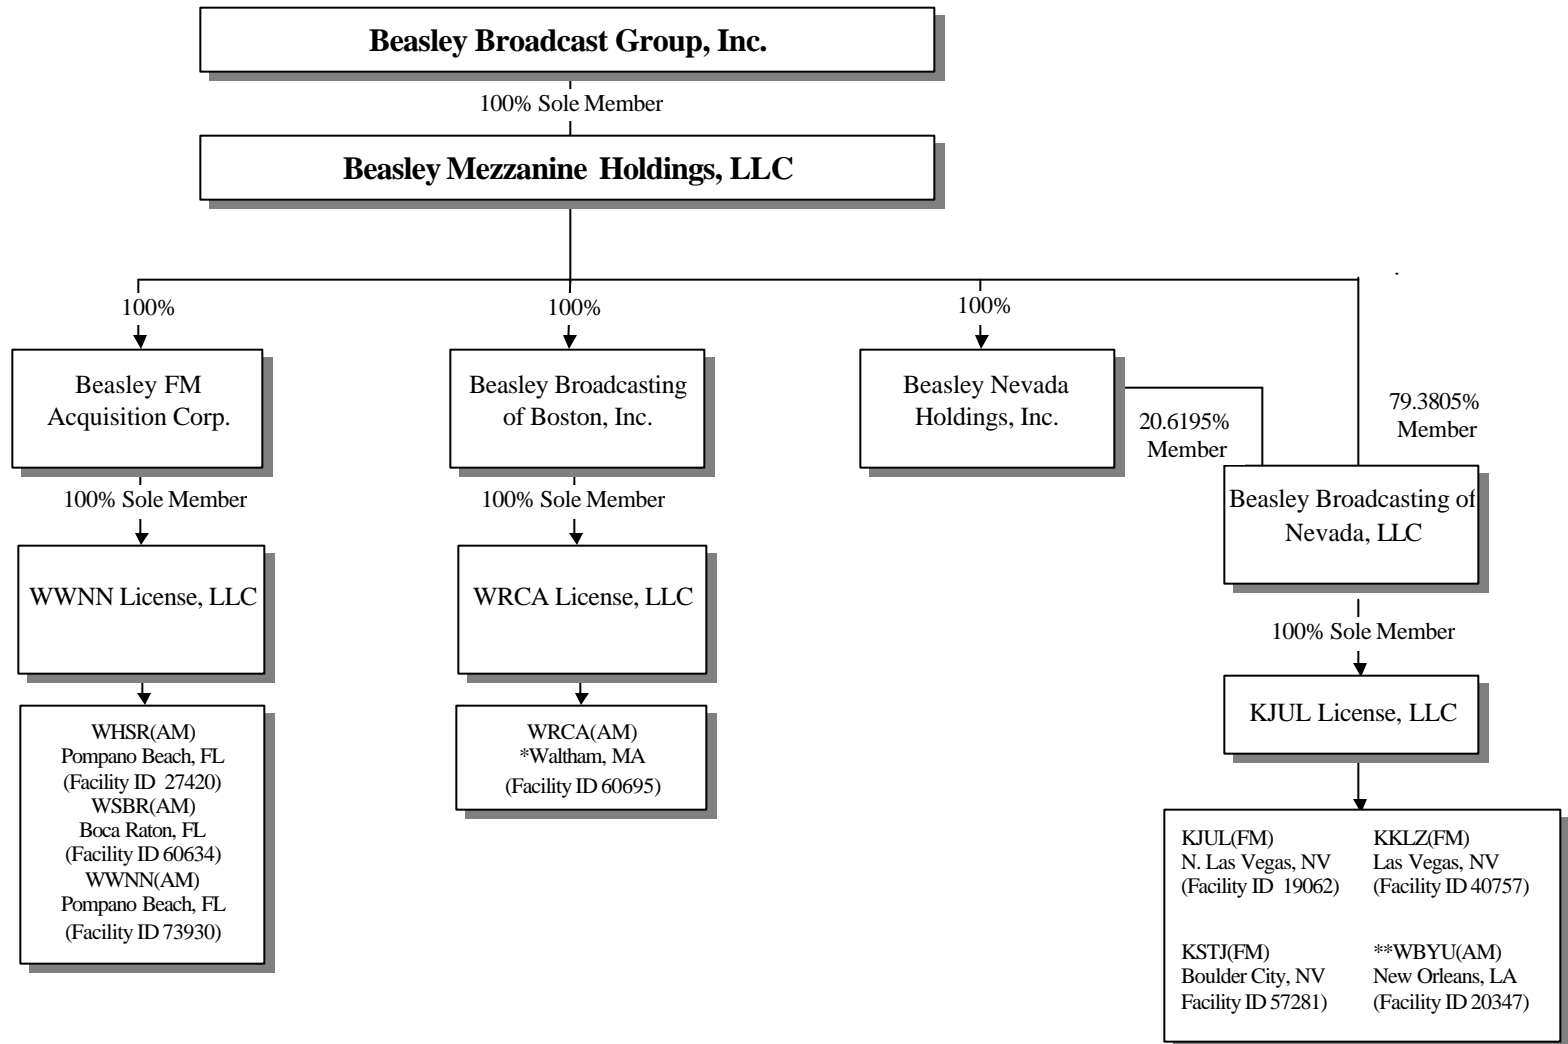 Beasley Broadcast Group, Inc.
100% Sole Member
Beasley Mezzanine Holdings, LLC
100%
100%
100%
Beasley FM
Acquisition Corp.
Beasley Broadcasting
of Boston, Inc.
Beasley Nevada
Holdings, Inc.
20.6195%
Member
79.3805%
Member
100% Sole Member
100% Sole Member
Beasley Broadcasting of
Nevada, LLC
WWNN License, LLC
WRCA License, LLC
100% Sole Member
KJUL License, LLC
WHSR(AM)
Pompano Beach, FL
(Facility ID 27420)
WSBR(AM)
Boca Raton, FL
(Facility ID 60634)
WWNN(AM)
Pompano Beach, FL
(Facility ID 73930)
WRCA(AM)
*Waltham, MA
(Facility ID 60695)
KJUL(FM)
N. Las Vegas, NV
(Facility ID 19062)
KKLZ(FM)
Las Vegas, NV
(Facility ID 40757)
KSTJ(FM)
Boulder City, NV
Facility ID 57281)
**WBYU(AM)
New Orleans, LA
(Facility ID 20347)